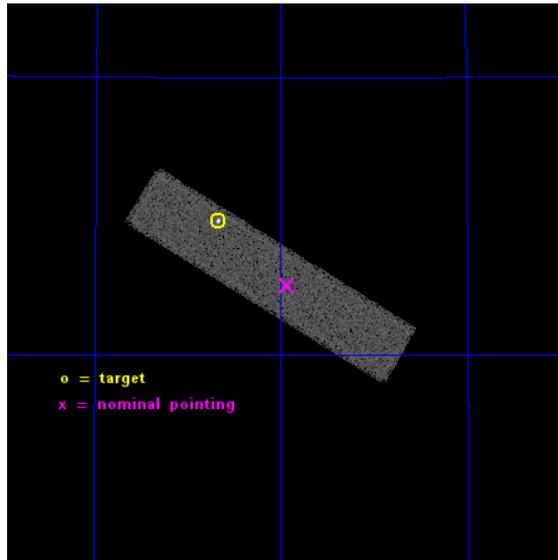 o = target
x = nominal pointing